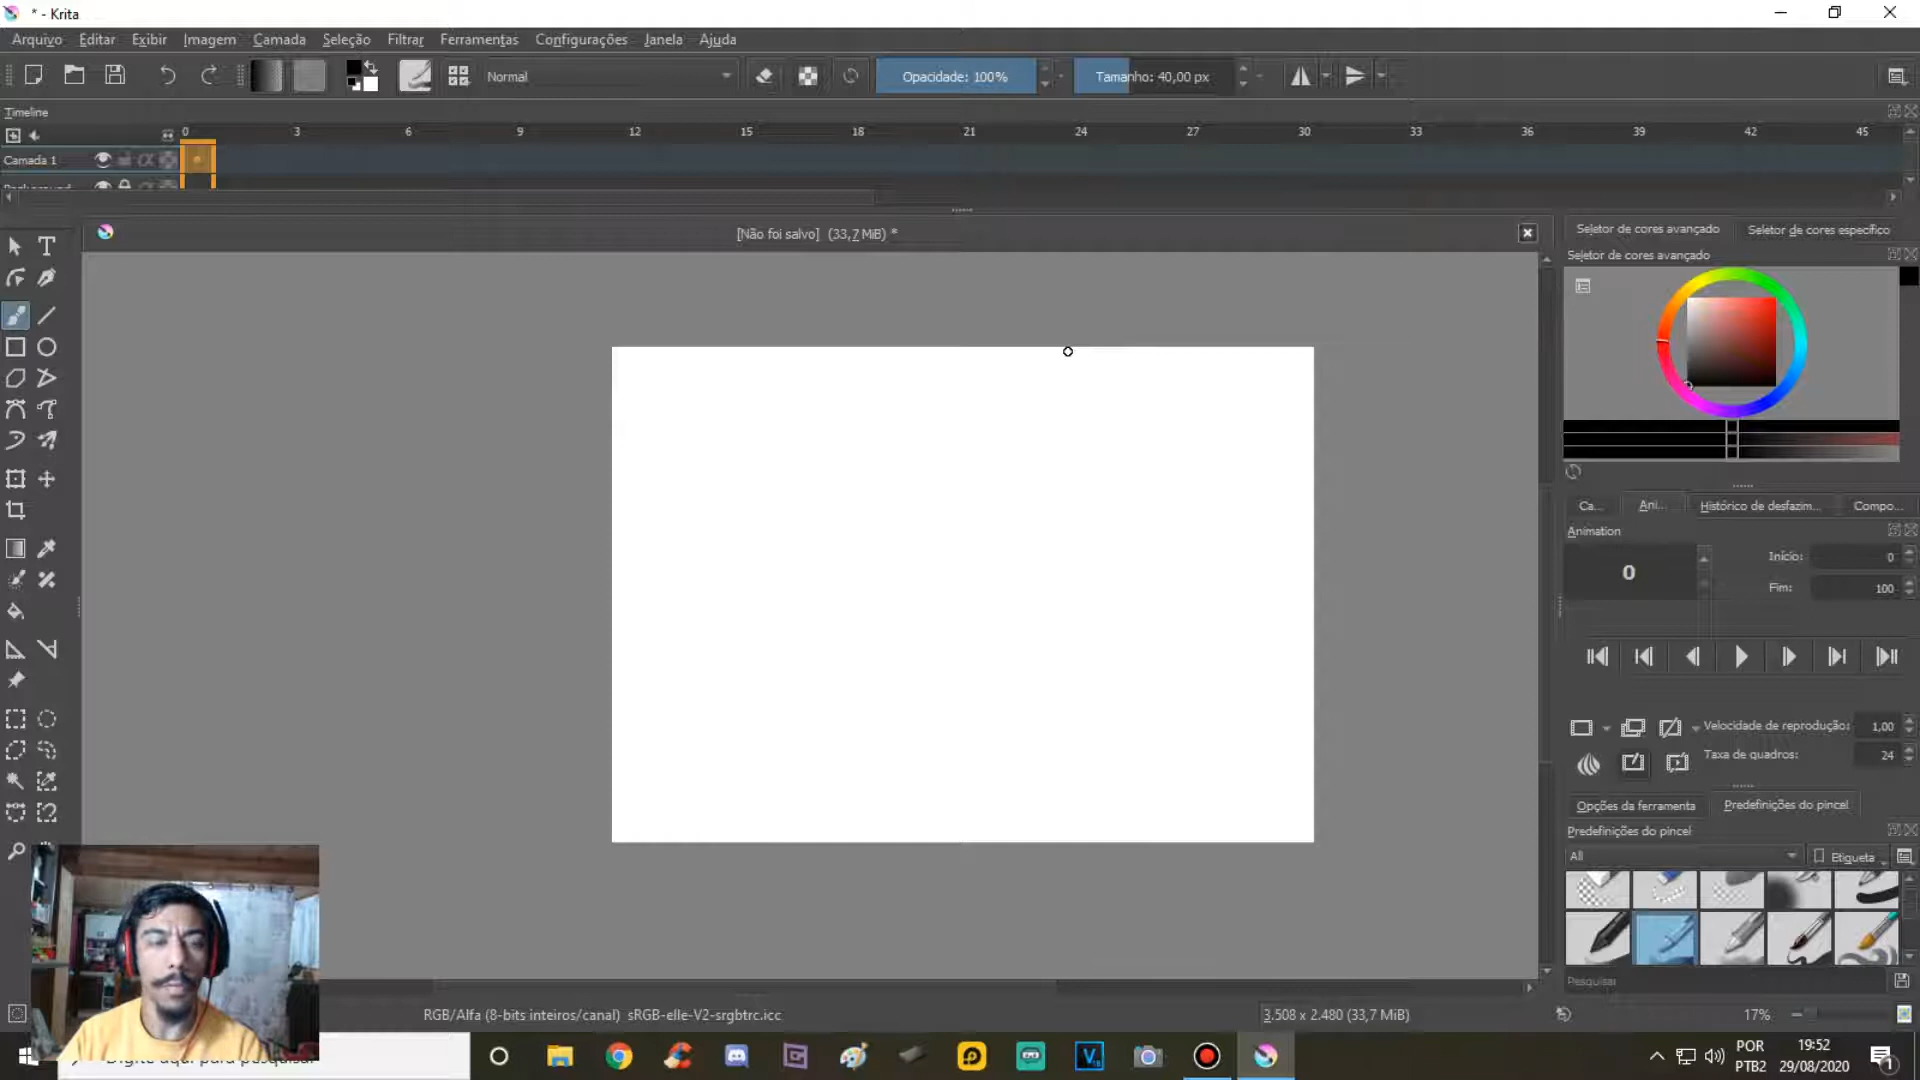 * - Krita
Arquivo Editar Exibir Imagem Camada Seleção Filtrar Ferramentas Configurações Janela Ajuda
Normal
Opacidade: 100%
Tamanho: 40,00 px
Timeline
0 3 6 9 12 15 18 21 24 27 30 33 36 39 42 45
Camada 1
Background
[Não foi salvo] (33,7 MiB) *
Seletor de cores avançado Seletor de cores específico
Seletor de cores avançado
Ca... Ani... Histórico de desfazim... Compo...
Animation
0
Início: 0
Fim: 100
Velocidade de reprodução: 1,00
Taxa de quadros: 24
Opções da ferramenta Predefinições do pincel
Predefinições do pincel
All
Etiqueta
Pesquisar
RGB/Alfa (8-bits inteiros/canal) sRGB-elle-V2-srgbtrc.icc
3.508 x 2.480 (33,7 MiB)
17%
Digite aqui para pesquisar
POR
PTB2
19:52
29/08/2020
1